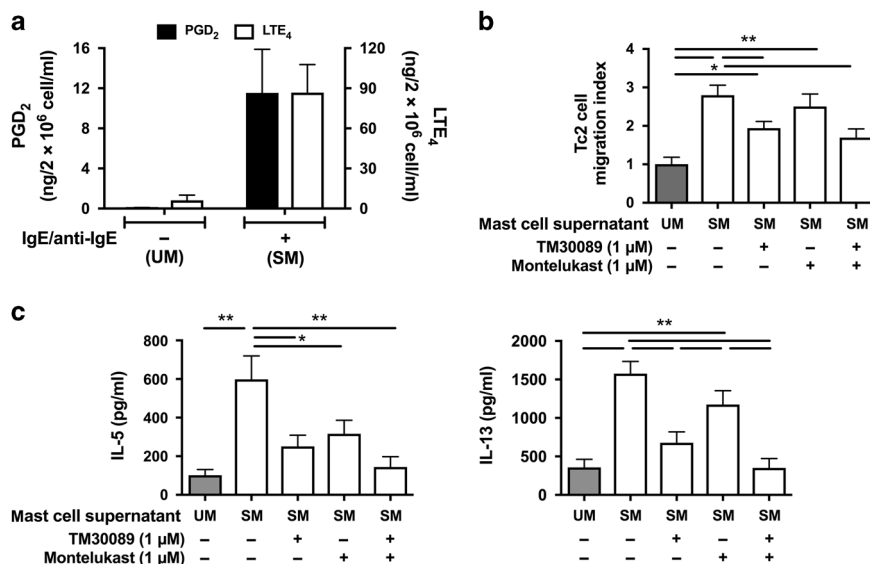 a
PGD2 LTE4
PGD2
(ng/2 × 10^6 cell/ml)
16
12
8
4
0
120
90
60
30
0
LTE4
(ng/2 × 10^6 cell/ml)
IgE/anti-IgE – +
(UM) (SM)
b
Tc2 cell
migration index
4
3
2
1
0
**
*
Mast cell supernatant UM SM SM SM SM
TM30089 (1 μM) – – + – +
Montelukast (1 μM) – – – + +
c
IL-5 (pg/ml)
800
600
400
200
0
** **
*
Mast cell supernatant UM SM SM SM SM
TM30089 (1 μM) – – + – +
Montelukast (1 μM) – – – + +
IL-13 (pg/ml)
2000
1500
1000
500
0
**
UM SM SM SM SM
– – + – +
– – – + +